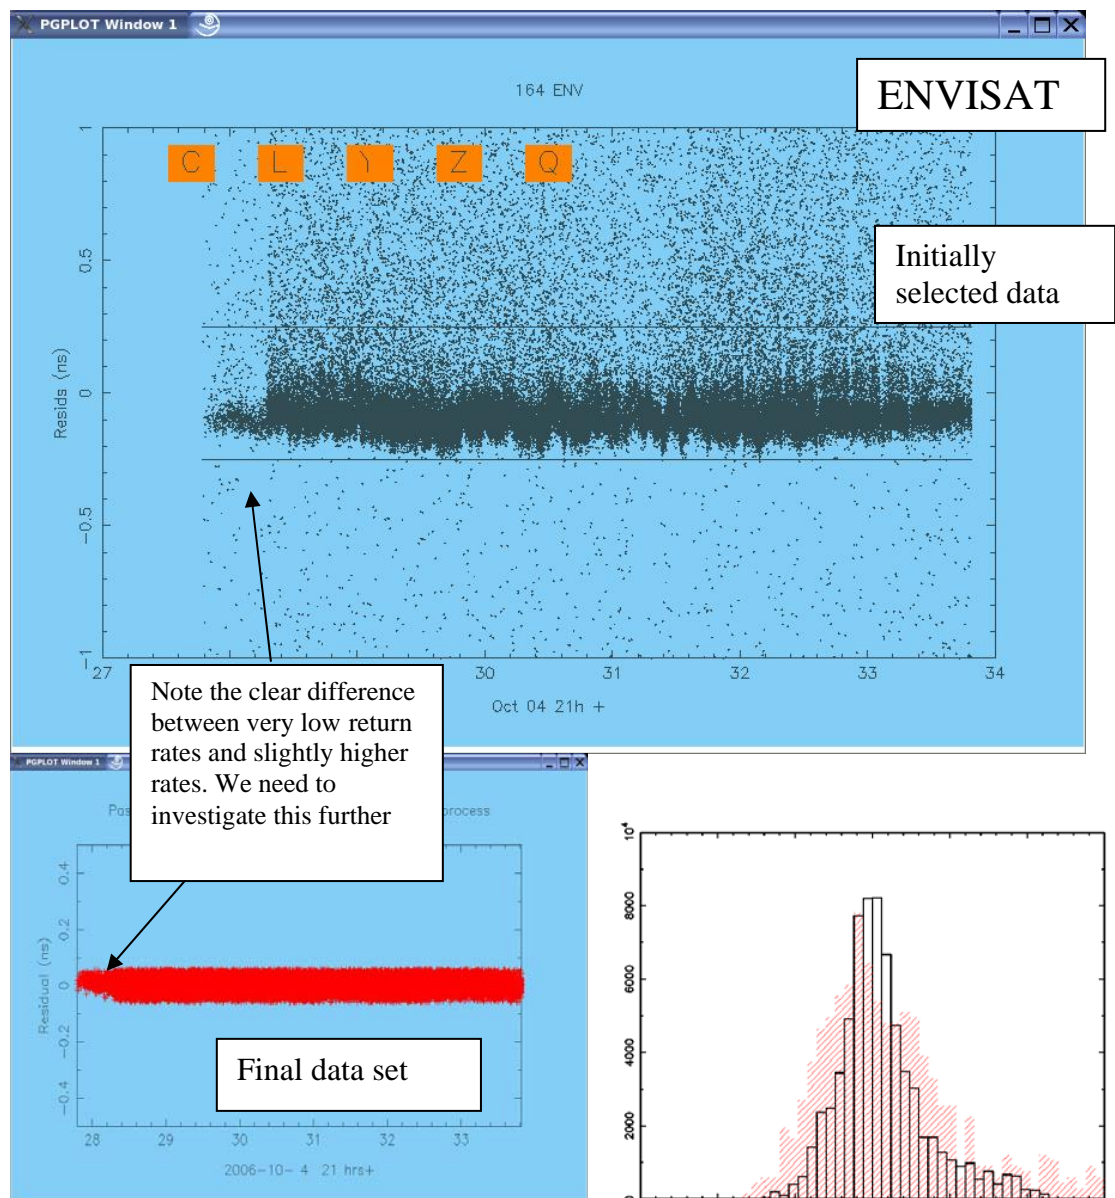 PGPLOT Window 1
ENVISAT
164 ENV
C L Y Z Q
Initially
selected data
Resids (ns)
1
0.5
0
−0.5
−1
27 30 31 32 33 34
Oct 04 21h +
Note the clear difference
between very low return
rates and slightly higher
rates. We need to
investigate this further
PGPLOT Window 1
process
Residual (ns)
0.4
0.2
0
−0.2
−0.4
Final data set
28 29 30 31 32 33
2006-10- 4 21 hrs+
10⁴
8000
6000
4000
2000
0